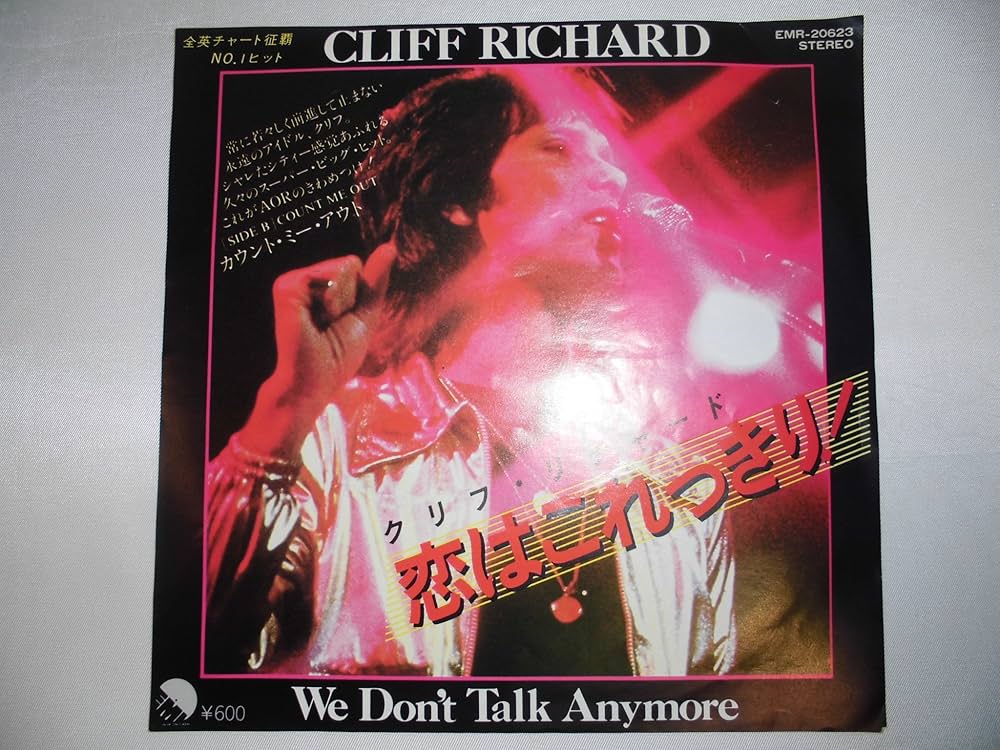 全英チャート征覇
NO.1ヒット
CLIFF RICHARD
EMR-20623
STEREO
常に若々しく前進して止まない
永遠のアイドル、クリフ。
シャレたシティー感覚あふれる
久々のスーパー・ビッグ・ヒット。
これがAORのきわめつけ!
(SIDE B) COUNT ME OUT
カウント・ミー・アウト
クリフ・リチャード
恋はこれっきり!
¥600
We Don't Talk Anymore